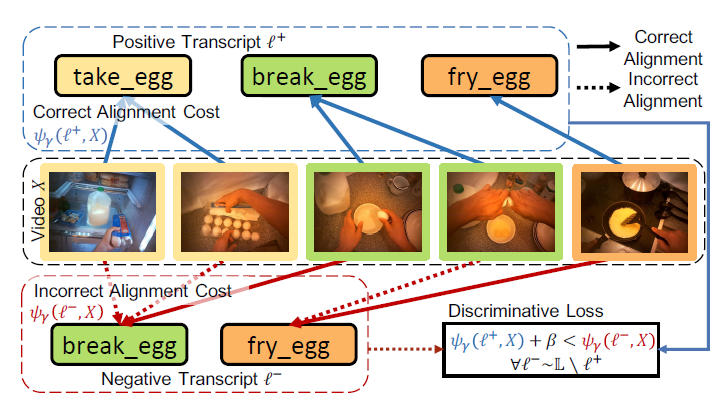 Positive Transcript ℓ⁺
Correct Alignment
Incorrect Alignment
take_egg
break_egg
fry_egg
Correct Alignment Cost
ψ_γ(ℓ⁺, X)
Video X
Incorrect Alignment Cost
ψ_γ(ℓ⁻, X)
break_egg
fry_egg
Negative Transcript ℓ⁻
Discriminative Loss
ψ_γ(ℓ⁺, X) + β < ψ_γ(ℓ⁻, X)
∀ℓ⁻~𝕃 \ ℓ⁺